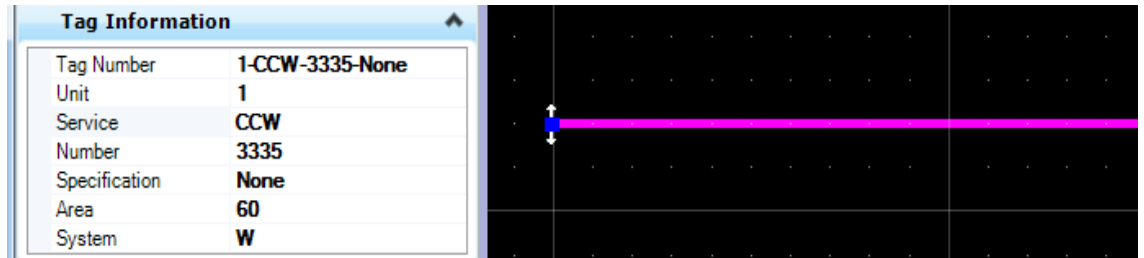 Tag Information
Tag Number 1-CCW-3335-None
Unit 1
Service CCW
Number 3335
Specification None
Area 60
System W